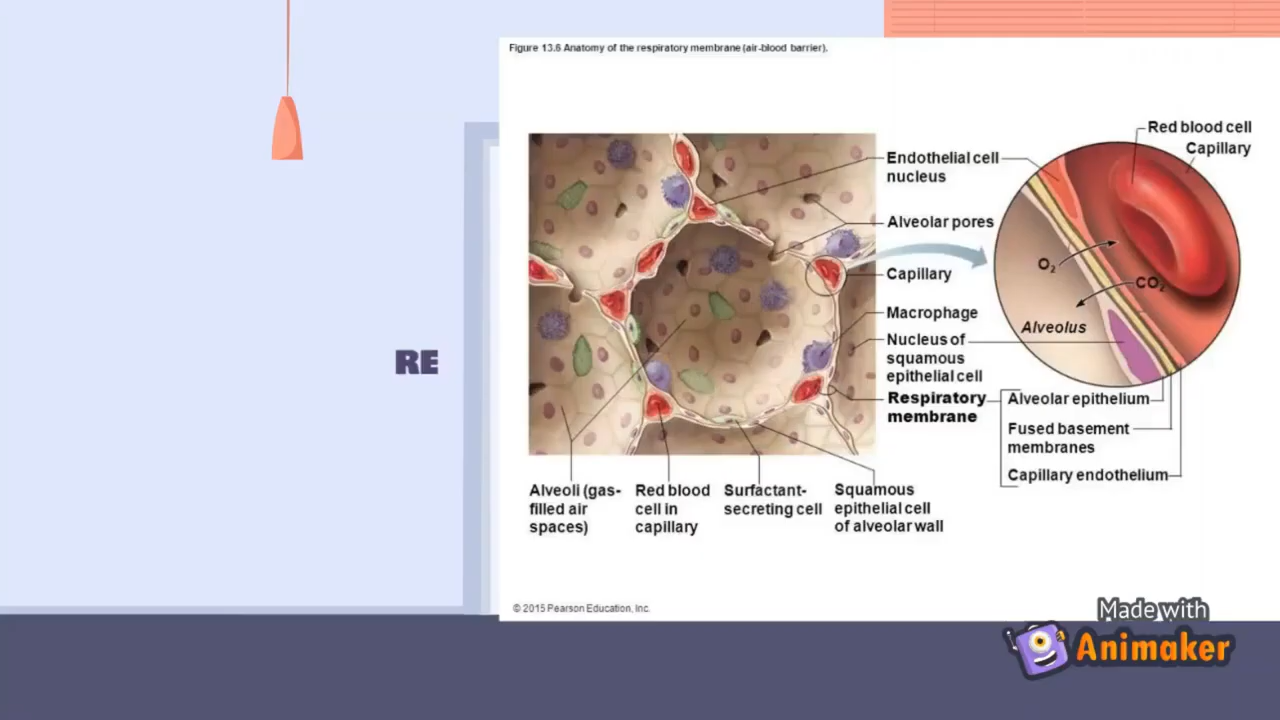 Figure 13.6 Anatomy of the respiratory membrane (air-blood barrier).
RE
Red blood cell
Capillary
Endothelial cell
nucleus
Alveolar pores
Capillary
Macrophage
Nucleus of
squamous
epithelial cell
Respiratory
membrane
O₂
CO₂
Alveolus
Alveolar epithelium
Fused basement
membranes
Capillary endothelium
Alveoli (gas-
filled air
spaces)
Red blood
cell in
capillary
Surfactant-
secreting cell
Squamous
epithelial cell
of alveolar wall
© 2015 Pearson Education, Inc.
Made with
Animaker